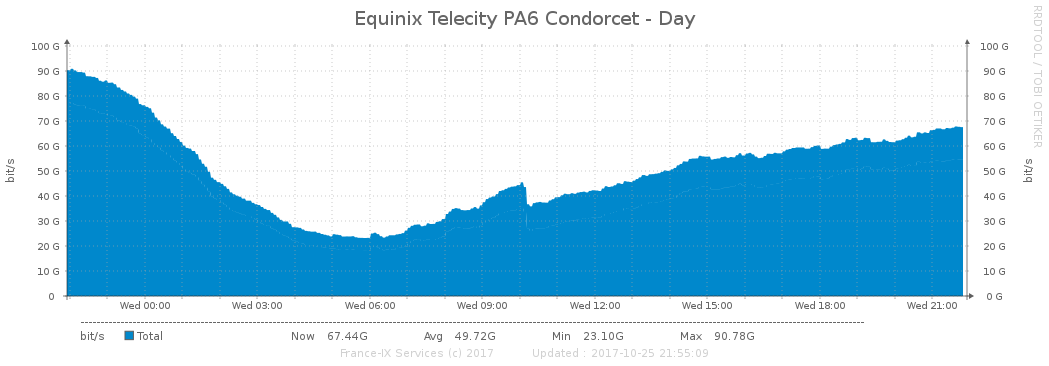 Equinix Telecity PA6 Condorcet - Day
RRDTOOL / TOBI OETIKER
bit/s
100 G 100 G
90 G 90 G
80 G 80 G
70 G 70 G
60 G 60 G
50 G 50 G
40 G 40 G
30 G 30 G
20 G 20 G
10 G 10 G
0 0 G
bit/s
Wed 00:00 Wed 03:00 Wed 06:00 Wed 09:00 Wed 12:00 Wed 15:00 Wed 18:00 Wed 21:00
bit/s Total Now 67.44G Avg 49.72G Min 23.10G Max 90.78G
France-IX Services (c) 2017 Updated : 2017-10-25 21:55:09